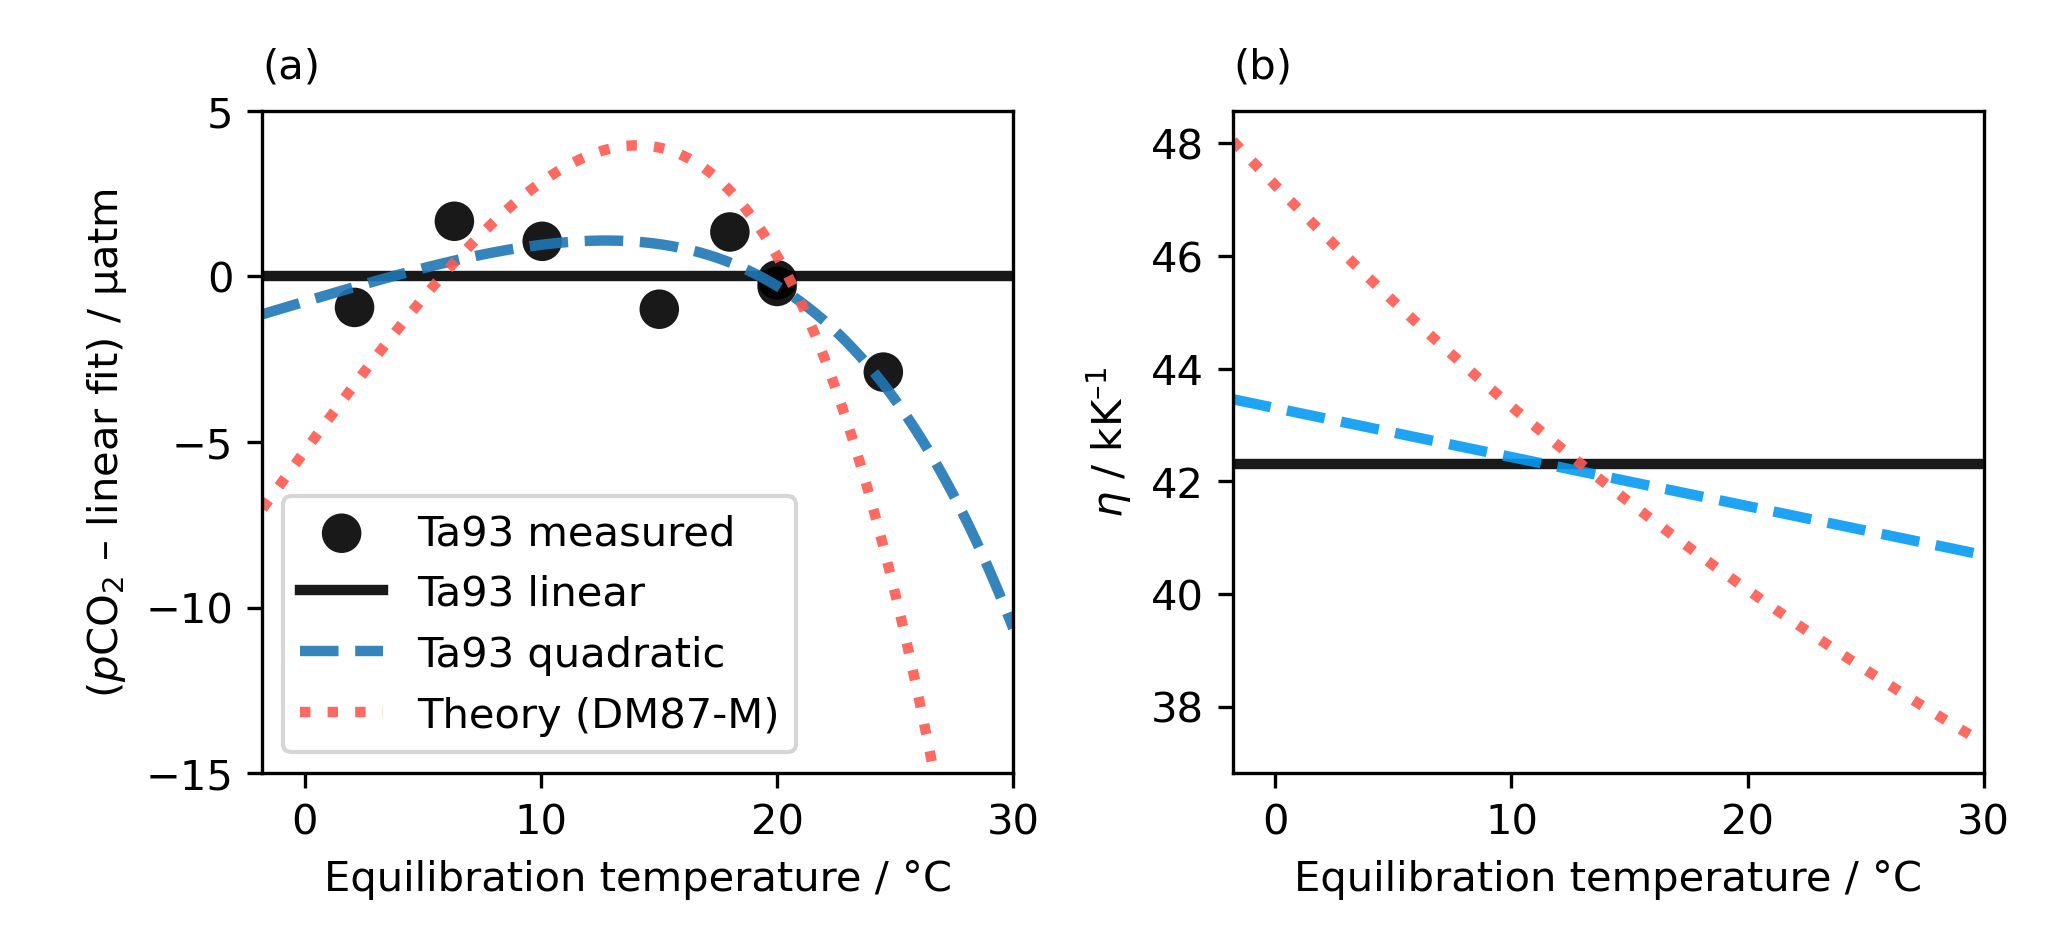 (a)
5
0
−5
−10
−15
(pCO₂ − linear fit) / µatm
Ta93 measured
Ta93 linear
Ta93 quadratic
Theory (DM87-M)
0 10 20 30
Equilibration temperature / °C
(b)
48
46
44
42
40
38
η / kK⁻¹
0 10 20 30
Equilibration temperature / °C